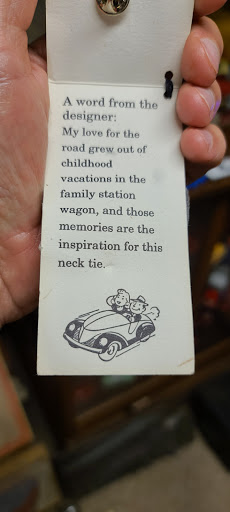 A word from the
designer:
My love for the
road grew out of
childhood
vacations in the
family station
wagon, and those
memories are the
inspiration for this
neck tie.